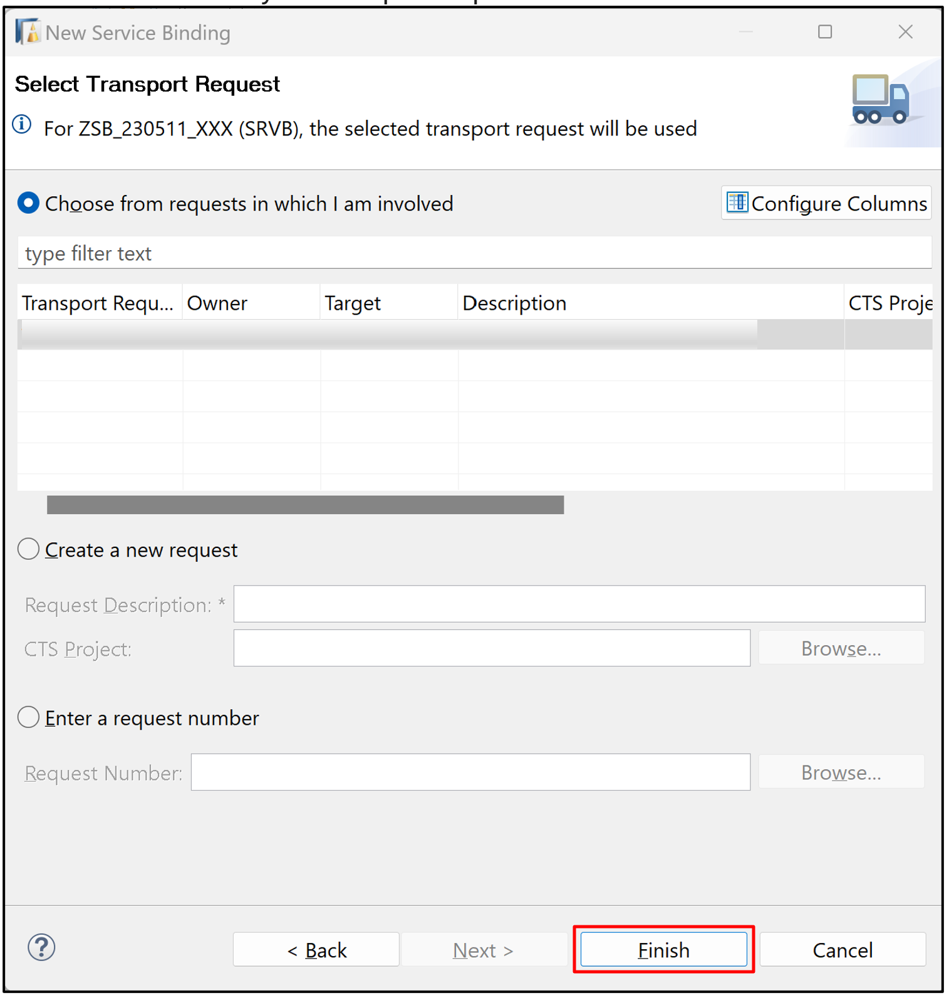 New Service Binding
Select Transport Request
For ZSB_230511_XXX (SRVB), the selected transport request will be used
Choose from requests in which I am involved
Configure Columns
type filter text
Transport Requ... Owner Target Description CTS Proje
Create a new request
Request Description: *
CTS Project: Browse...
Enter a request number
Request Number: Browse...
? < Back Next > Finish Cancel